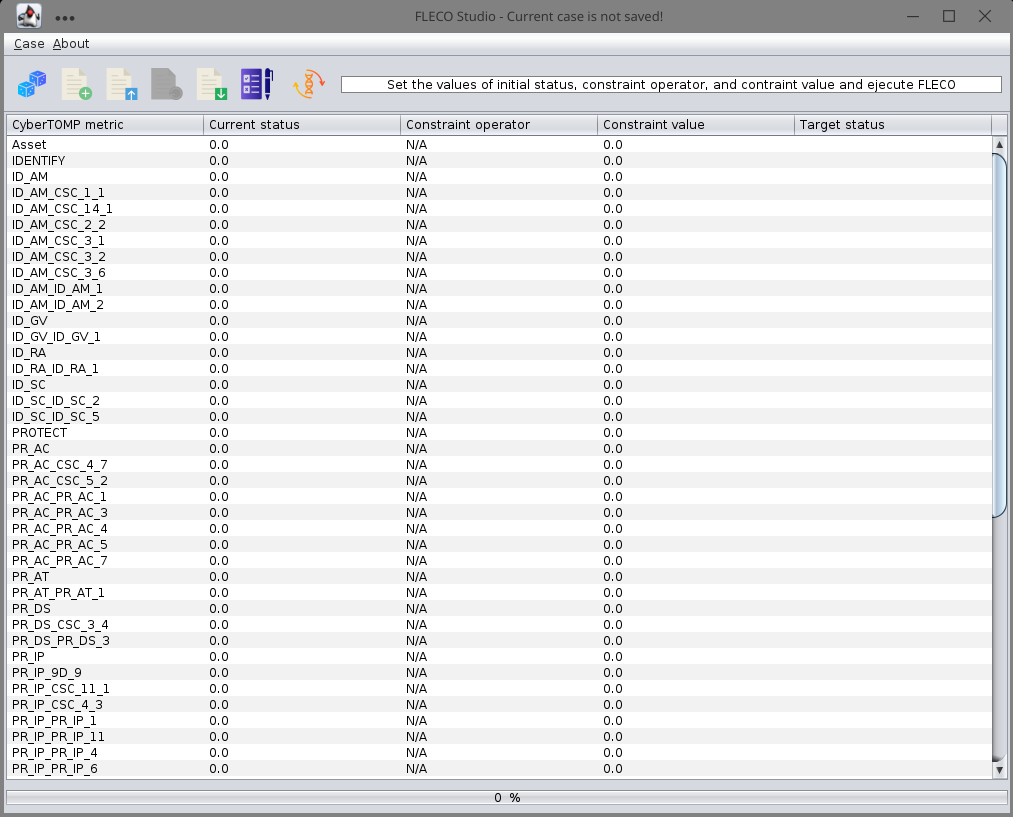 FLECO Studio - Current case is not saved!
Case About
Set the values of initial status, constraint operator, and contraint value and ejecute FLECO
CyberTOMP metric Current status Constraint operator Constraint value Target status
Asset 0.0 N/A 0.0
IDENTIFY 0.0 N/A 0.0
ID_AM 0.0 N/A 0.0
ID_AM_CSC_1_1 0.0 N/A 0.0
ID_AM_CSC_14_1 0.0 N/A 0.0
ID_AM_CSC_2_2 0.0 N/A 0.0
ID_AM_CSC_3_1 0.0 N/A 0.0
ID_AM_CSC_3_2 0.0 N/A 0.0
ID_AM_CSC_3_6 0.0 N/A 0.0
ID_AM_ID_AM_1 0.0 N/A 0.0
ID_AM_ID_AM_2 0.0 N/A 0.0
ID_GV 0.0 N/A 0.0
ID_GV_ID_GV_1 0.0 N/A 0.0
ID_RA 0.0 N/A 0.0
ID_RA_ID_RA_1 0.0 N/A 0.0
ID_SC 0.0 N/A 0.0
ID_SC_ID_SC_2 0.0 N/A 0.0
ID_SC_ID_SC_5 0.0 N/A 0.0
PROTECT 0.0 N/A 0.0
PR_AC 0.0 N/A 0.0
PR_AC_CSC_4_7 0.0 N/A 0.0
PR_AC_CSC_5_2 0.0 N/A 0.0
PR_AC_PR_AC_1 0.0 N/A 0.0
PR_AC_PR_AC_3 0.0 N/A 0.0
PR_AC_PR_AC_4 0.0 N/A 0.0
PR_AC_PR_AC_5 0.0 N/A 0.0
PR_AC_PR_AC_7 0.0 N/A 0.0
PR_AT 0.0 N/A 0.0
PR_AT_PR_AT_1 0.0 N/A 0.0
PR_DS 0.0 N/A 0.0
PR_DS_CSC_3_4 0.0 N/A 0.0
PR_DS_PR_DS_3 0.0 N/A 0.0
PR_IP 0.0 N/A 0.0
PR_IP_9D_9 0.0 N/A 0.0
PR_IP_CSC_11_1 0.0 N/A 0.0
PR_IP_CSC_4_3 0.0 N/A 0.0
PR_IP_PR_IP_1 0.0 N/A 0.0
PR_IP_PR_IP_11 0.0 N/A 0.0
PR_IP_PR_IP_4 0.0 N/A 0.0
PR_IP_PR_IP_6 0.0 N/A 0.0
0 %